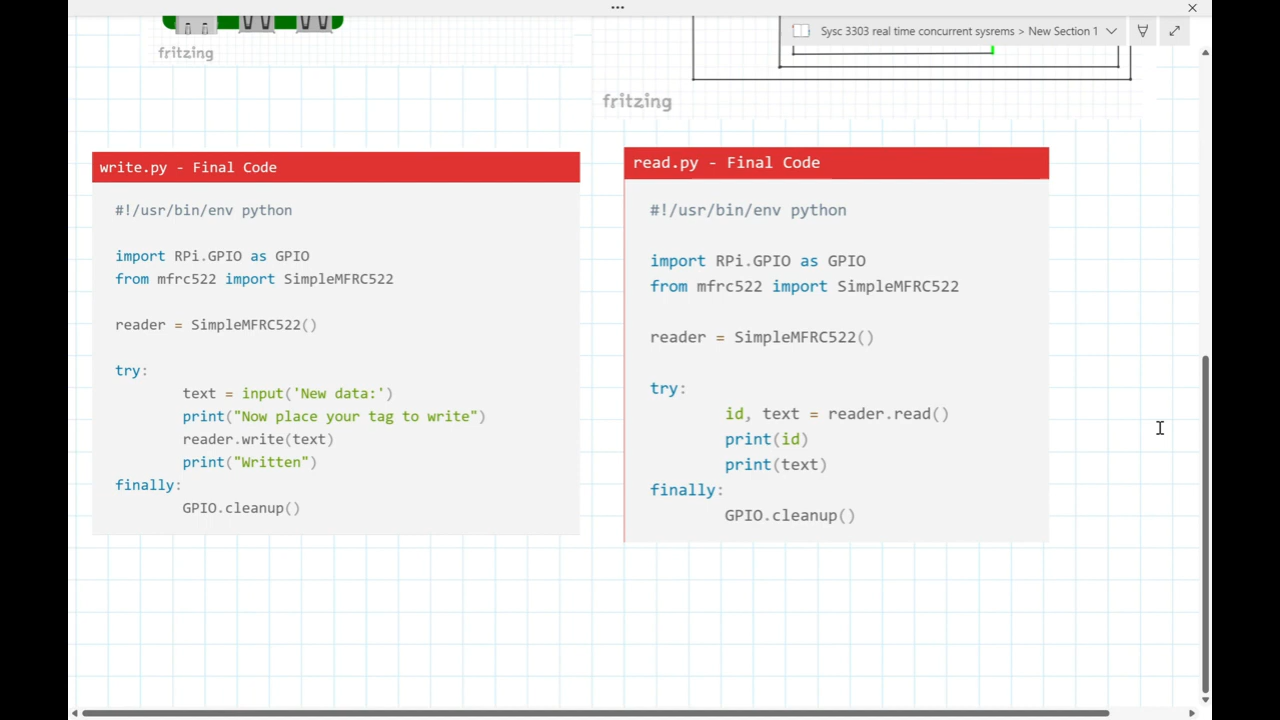 Sysc 3303 real time concurrent sysrems > New Section 1
fritzing
fritzing
write.py - Final Code
#!/usr/bin/env python
import RPi.GPIO as GPIO
from mfrc522 import SimpleMFRC522
reader = SimpleMFRC522()
try:
text = input('New data:')
print("Now place your tag to write")
reader.write(text)
print("Written")
finally:
GPIO.cleanup()
read.py - Final Code
#!/usr/bin/env python
import RPi.GPIO as GPIO
from mfrc522 import SimpleMFRC522
reader = SimpleMFRC522()
try:
id, text = reader.read()
print(id)
print(text)
finally:
GPIO.cleanup()